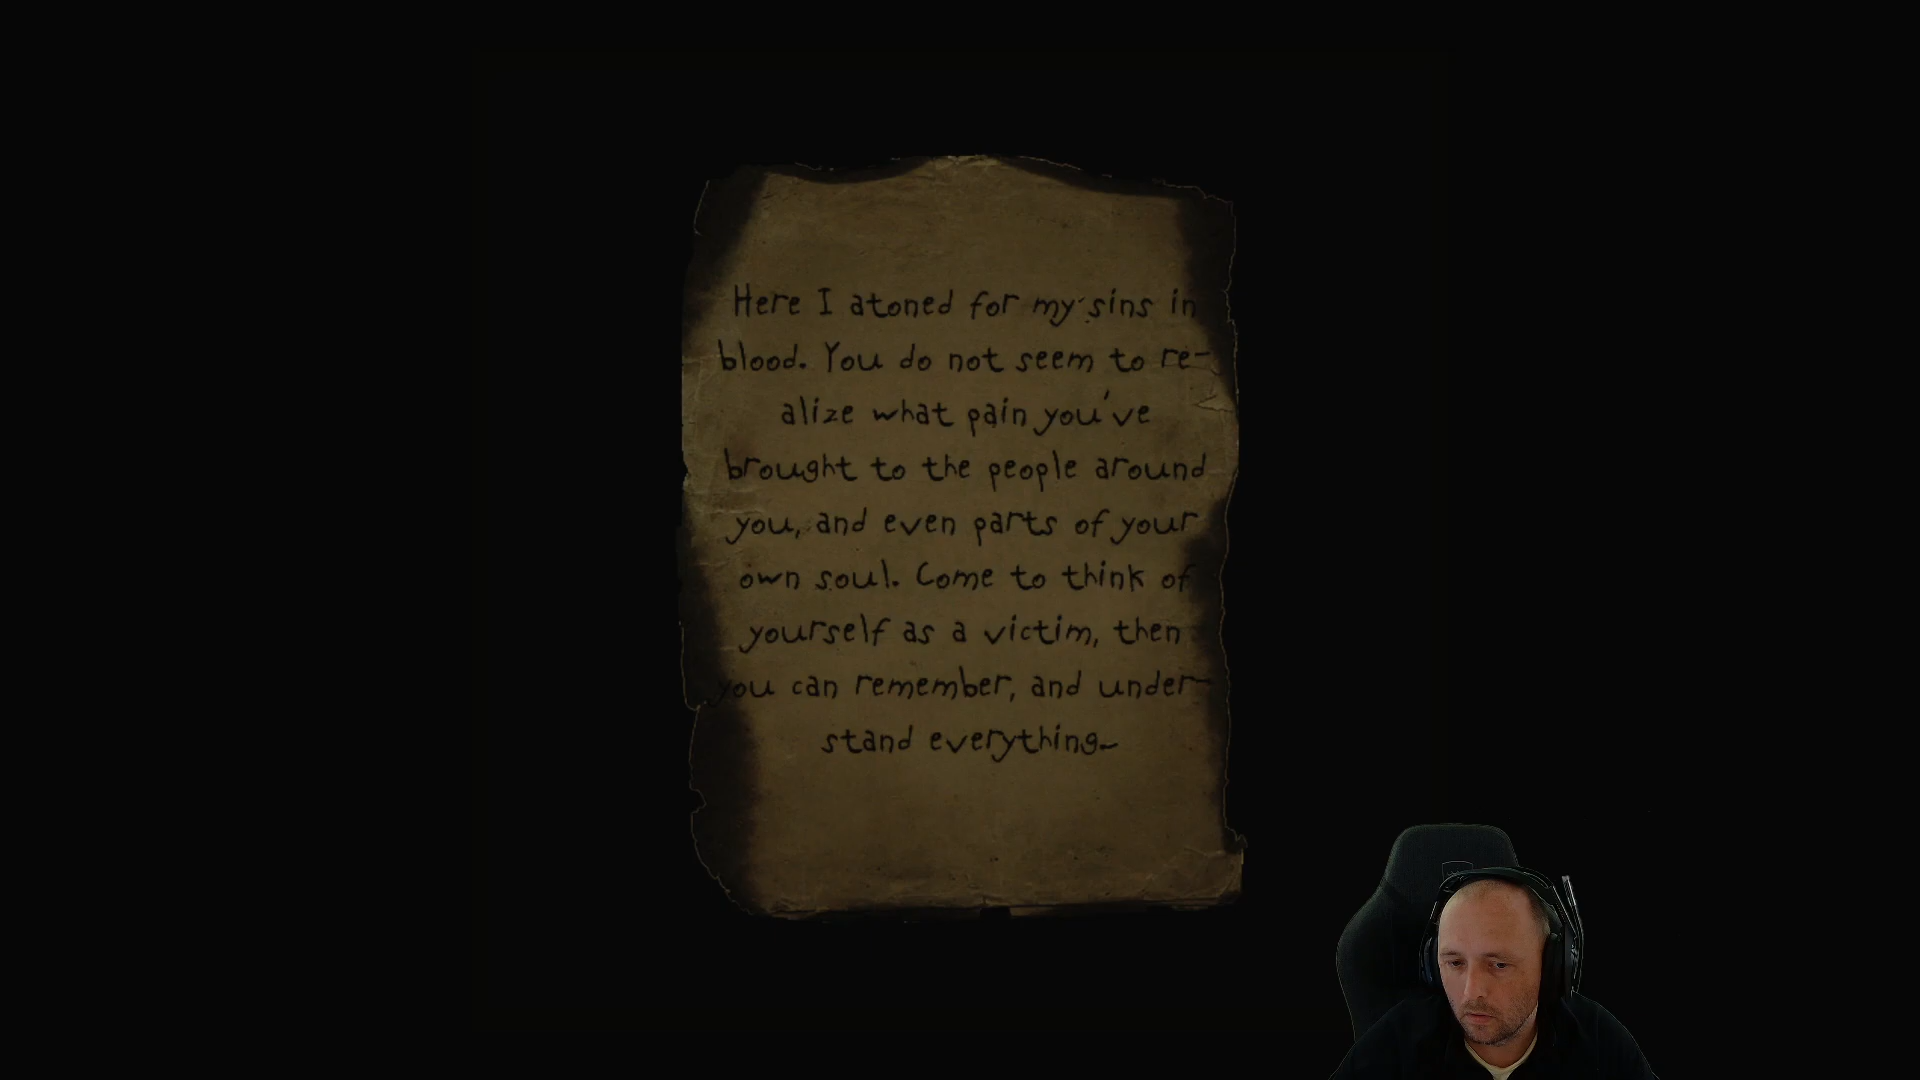 Here I atoned for my sins in
blood. You do not seem to re-
alize what pain you've
brought to the people around
you, and even parts of your
own soul. Come to think of
yourself as a victim, then
you can remember, and under-
stand everything~